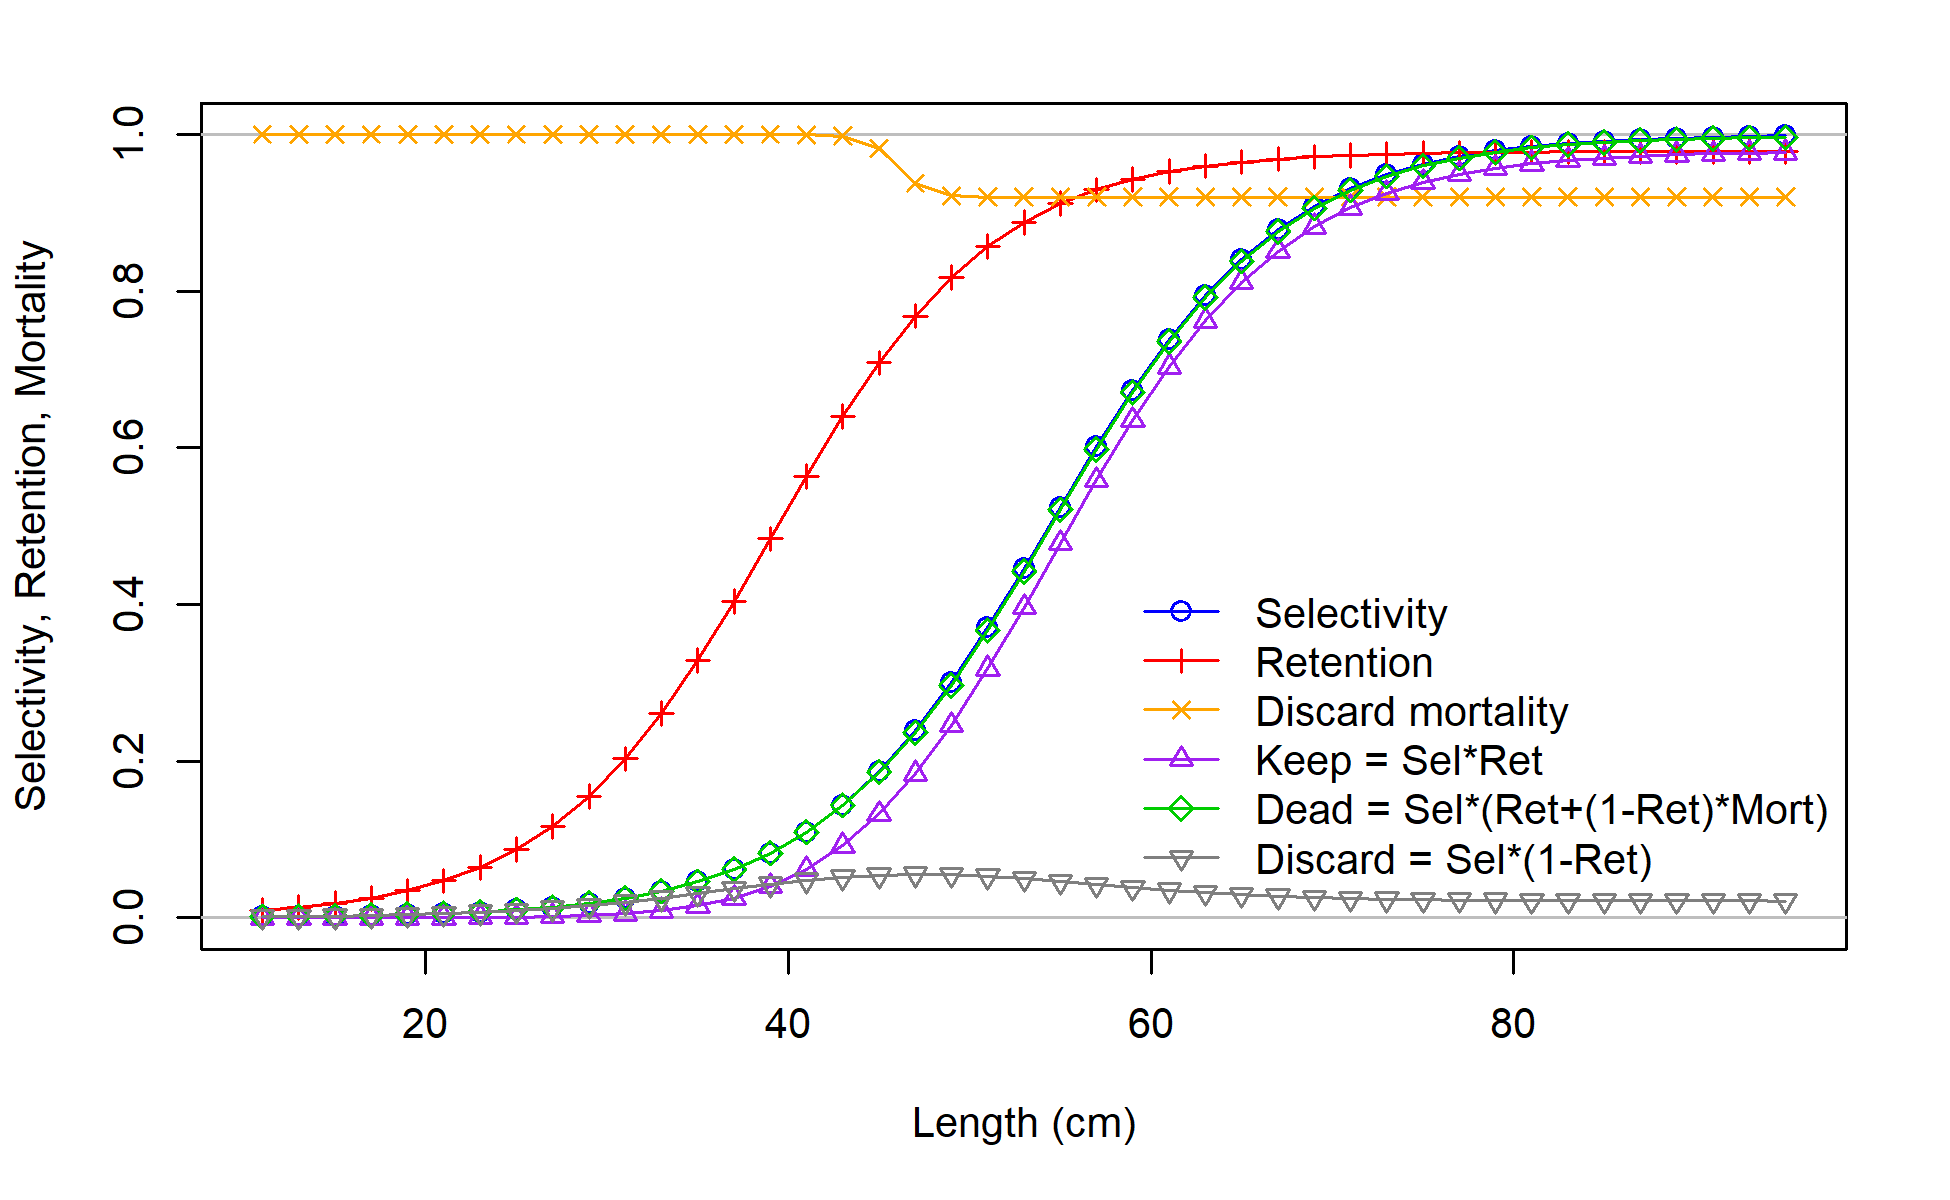 Selectivity, Retention, Mortality
1.0
0.8
0.6
0.4
0.2
0.0
Selectivity
Retention
Discard mortality
Keep = Sel*Ret
Dead = Sel*(Ret+(1-Ret)*Mort)
Discard = Sel*(1-Ret)
20 40 60 80
Length (cm)